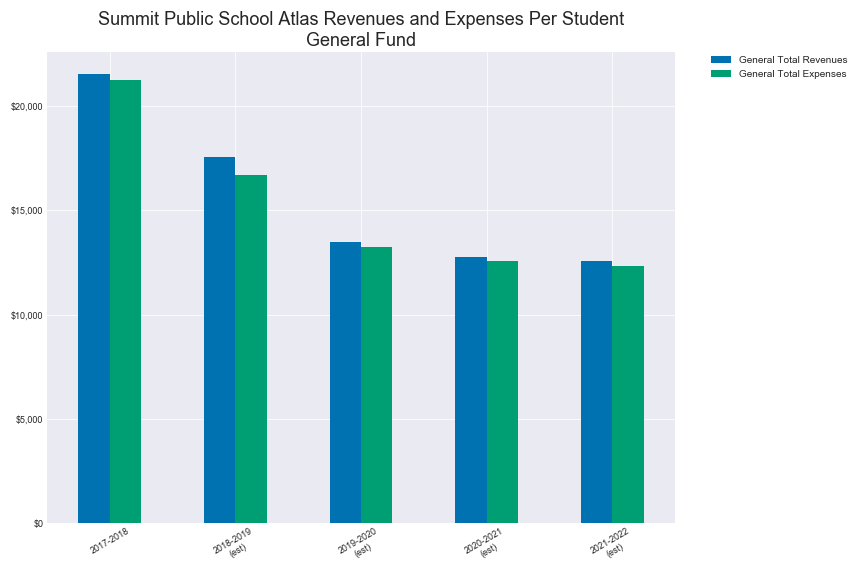 Summit Public School Atlas Revenues and Expenses Per Student
General Fund
General Total Revenues
General Total Expenses
$20,000
$15,000
$10,000
$5,000
$0
2017-2018
2018-2019
(est)
2019-2020
(est)
2020-2021
(est)
2021-2022
(est)